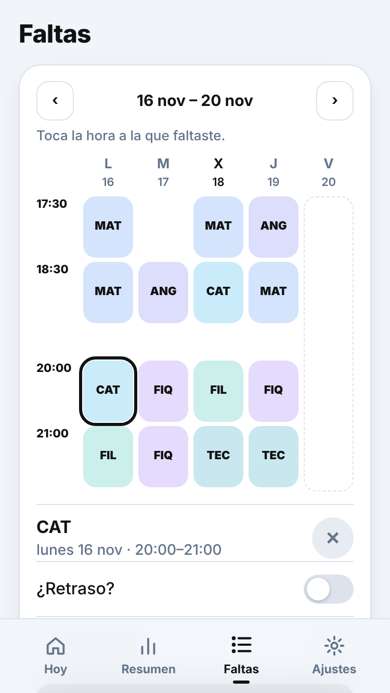 Faltas
‹ 16 nov – 20 nov ›
Toca la hora a la que faltaste.
L M X J V
16 17 18 19 20
17:30 MAT MAT ANG
18:30 MAT ANG CAT MAT
20:00 CAT FIQ FIL FIQ
21:00 FIL FIQ TEC TEC
CAT
lunes 16 nov · 20:00–21:00
¿Retraso?
Hoy Resumen Faltas Ajustes